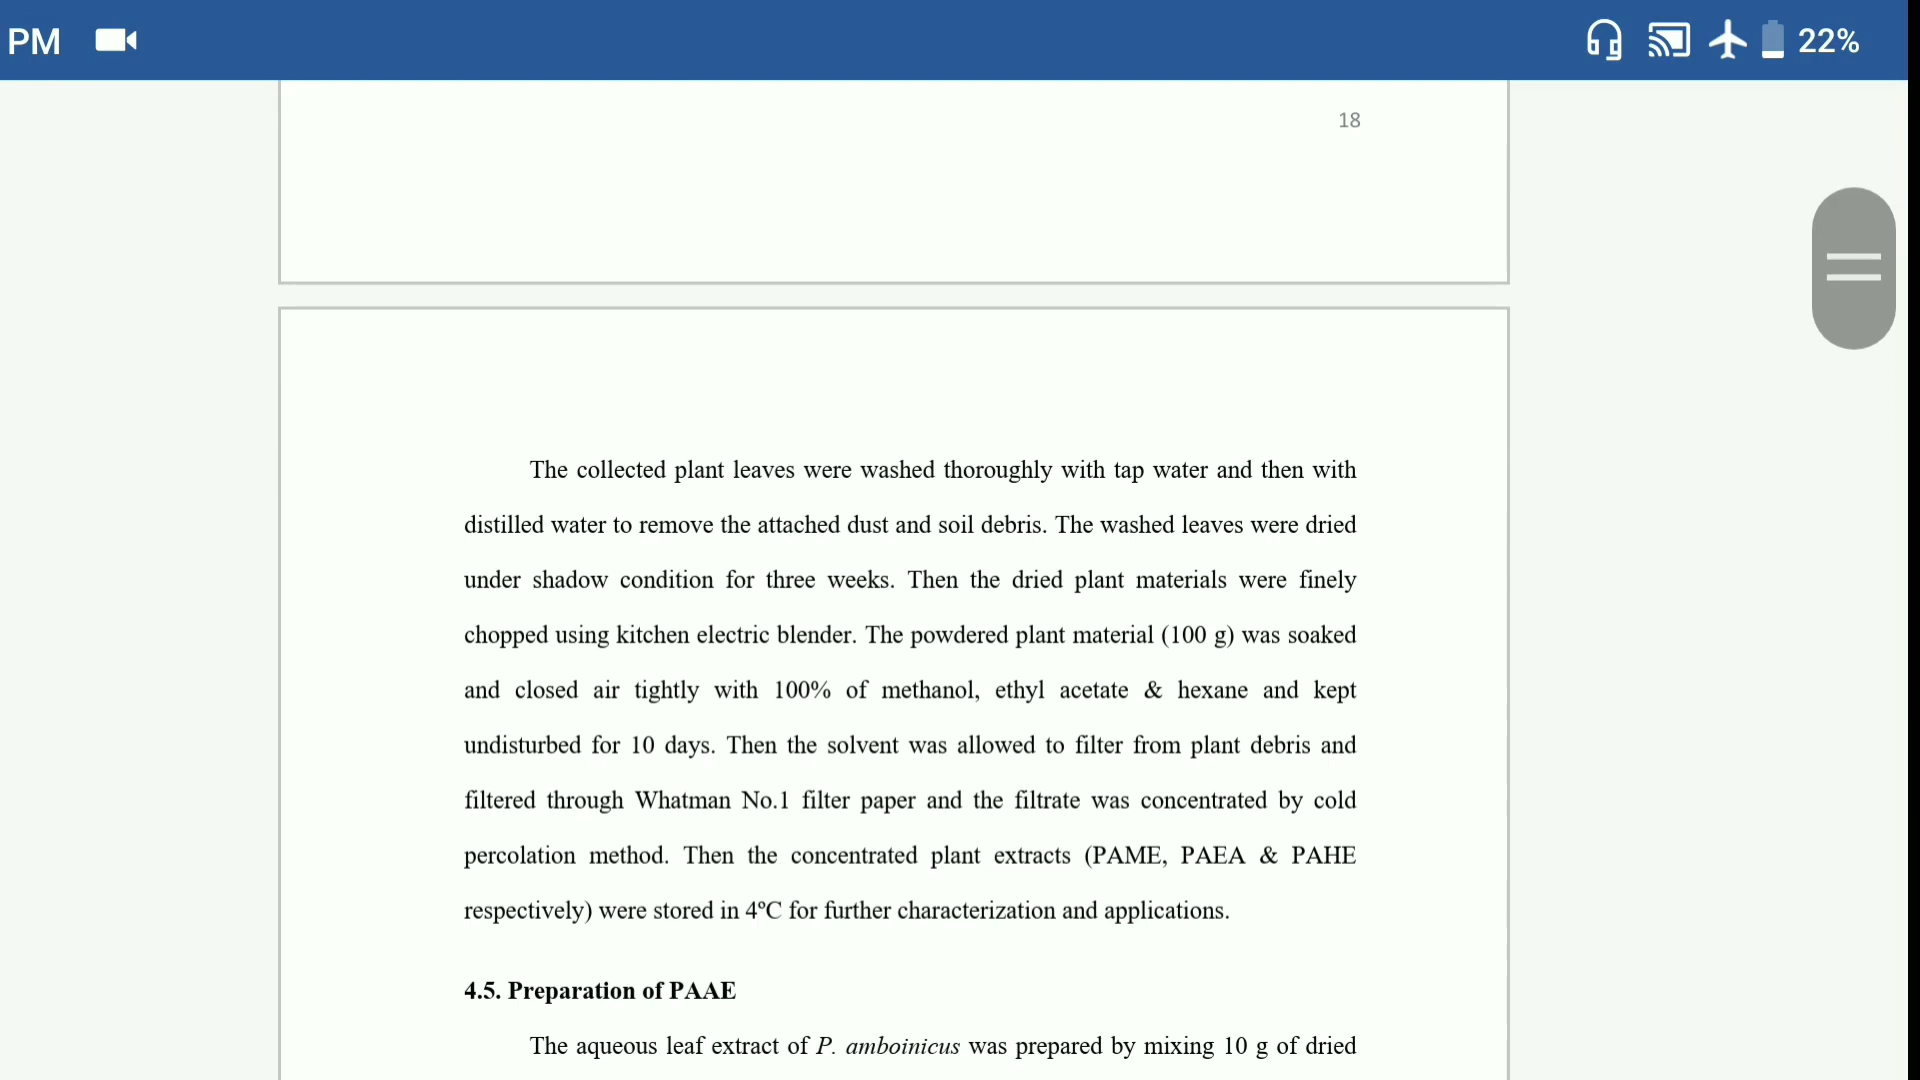 PM
22%
18
The collected plant leaves were washed thoroughly with tap water and then with
distilled water to remove the attached dust and soil debris. The washed leaves were dried
under shadow condition for three weeks. Then the dried plant materials were finely
chopped using kitchen electric blender. The powdered plant material (100 g) was soaked
and closed air tightly with 100% of methanol, ethyl acetate & hexane and kept
undisturbed for 10 days. Then the solvent was allowed to filter from plant debris and
filtered through Whatman No.1 filter paper and the filtrate was concentrated by cold
percolation method. Then the concentrated plant extracts (PAME, PAEA & PAHE
respectively) were stored in 4ºC for further characterization and applications.
4.5. Preparation of PAAE
The aqueous leaf extract of P. amboinicus was prepared by mixing 10 g of dried